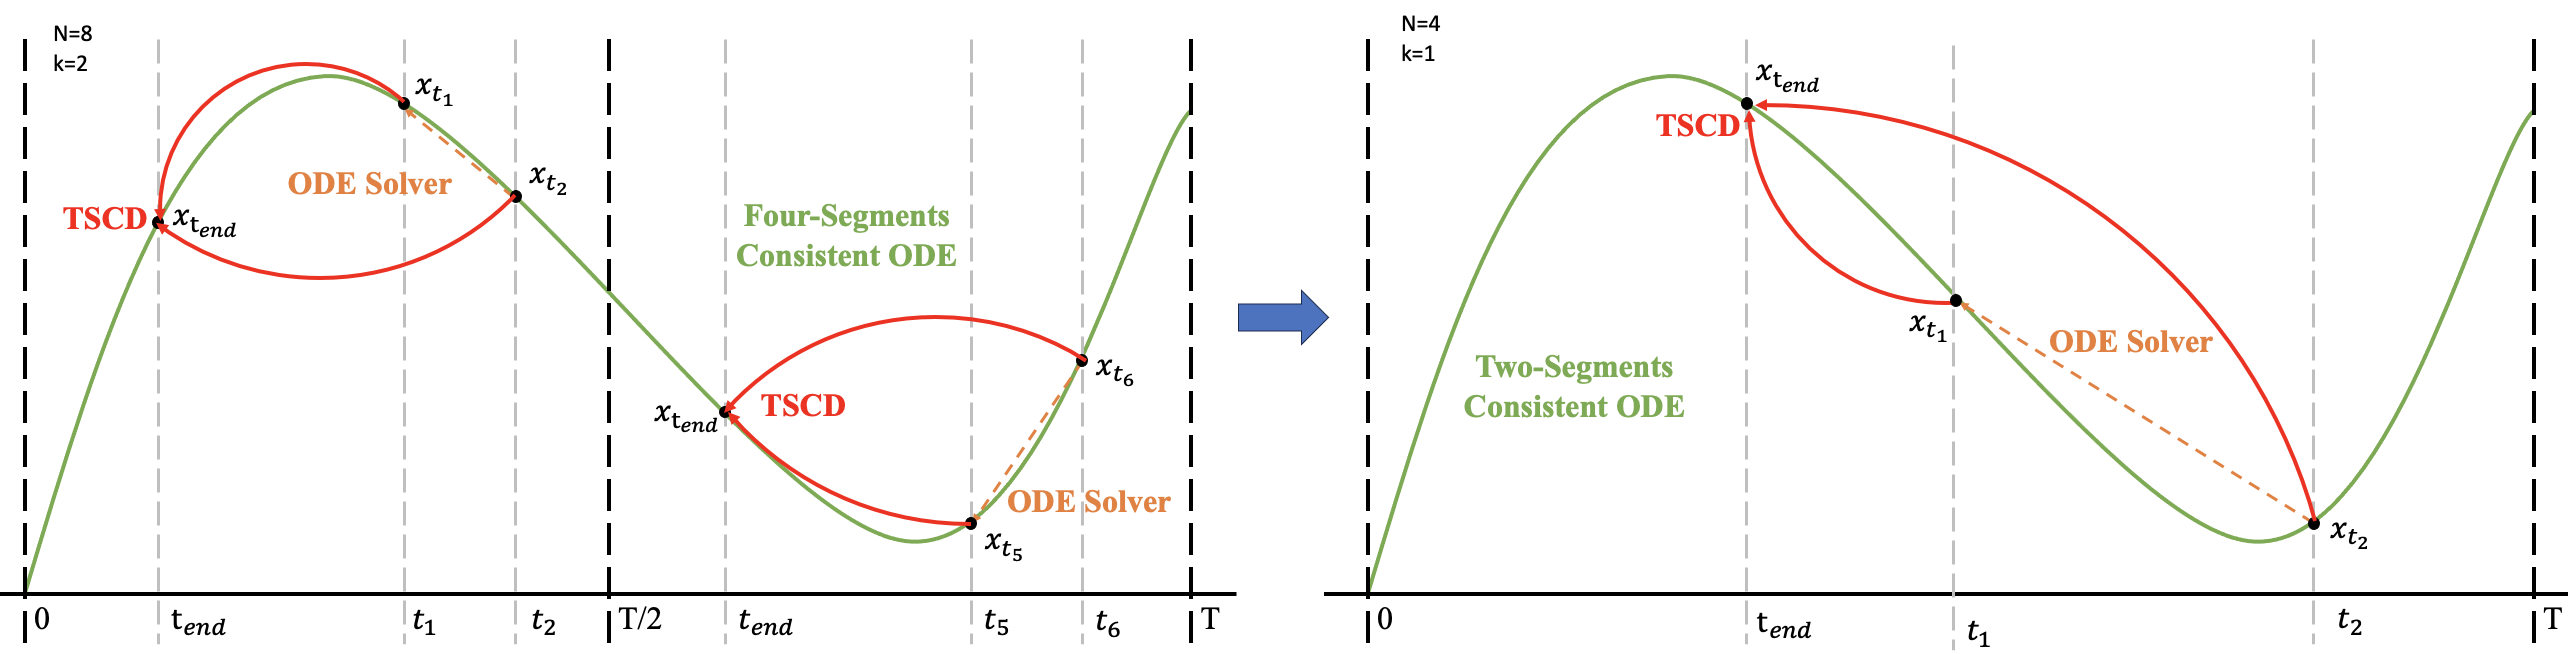 N=8
k=2
x_{t_1}
x_{t_2}
ODE Solver
TSCD
x_{t_{end}}
Four-Segments
Consistent ODE
TSCD
x_{t_{end}}
x_{t_6}
ODE Solver
x_{t_5}
0
t_{end}
t_1
t_2
T/2
t_{end}
t_5
t_6
T
N=4
k=1
x_{t_{end}}
TSCD
x_{t_1}
ODE Solver
Two-Segments
Consistent ODE
x_{t_2}
0
t_{end}
t_1
t_2
T